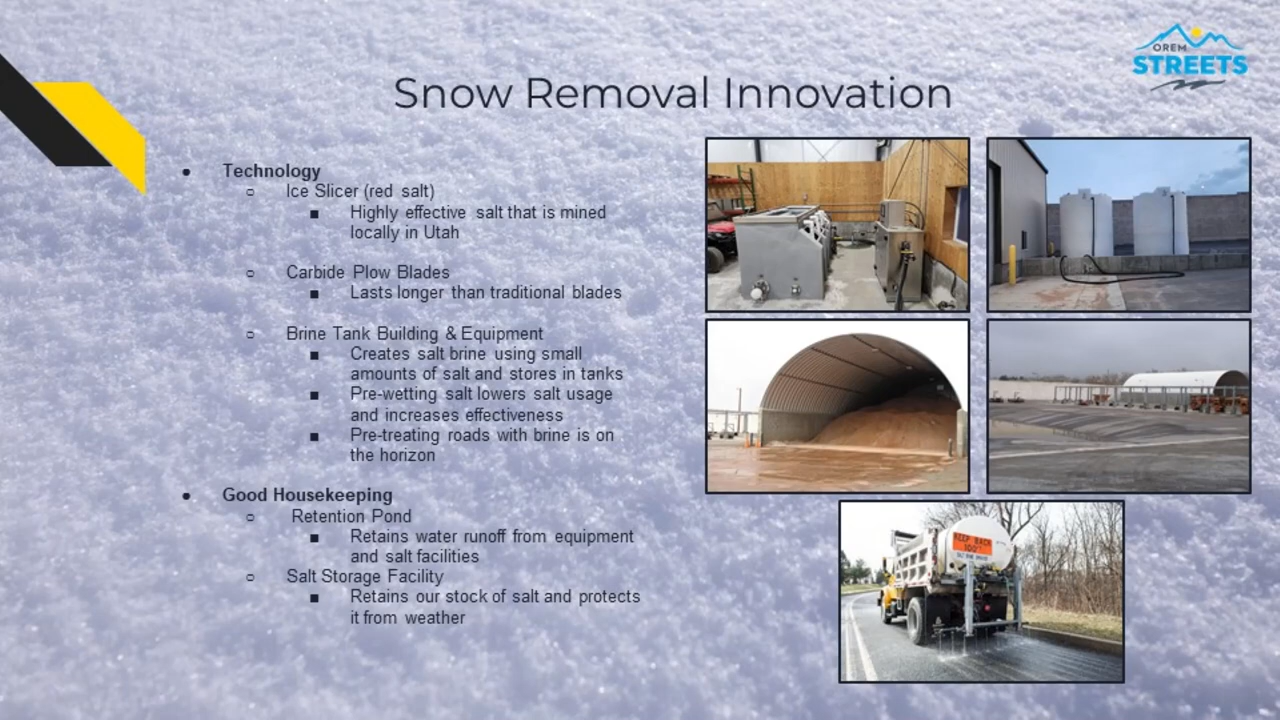 OREM
STREETS
Snow Removal Innovation
● Technology
○ Ice Slicer (red salt)
■ Highly effective salt that is mined
locally in Utah
○ Carbide Plow Blades
■ Lasts longer than traditional blades
○ Brine Tank Building & Equipment
■ Creates salt brine using small
amounts of salt and stores in tanks
■ Pre-wetting salt lowers salt usage
and increases effectiveness
■ Pre-treating roads with brine is on
the horizon
● Good Housekeeping
○ Retention Pond
■ Retains water runoff from equipment
and salt facilities
○ Salt Storage Facility
■ Retains our stock of salt and protects
it from weather
KEEP BACK
100'